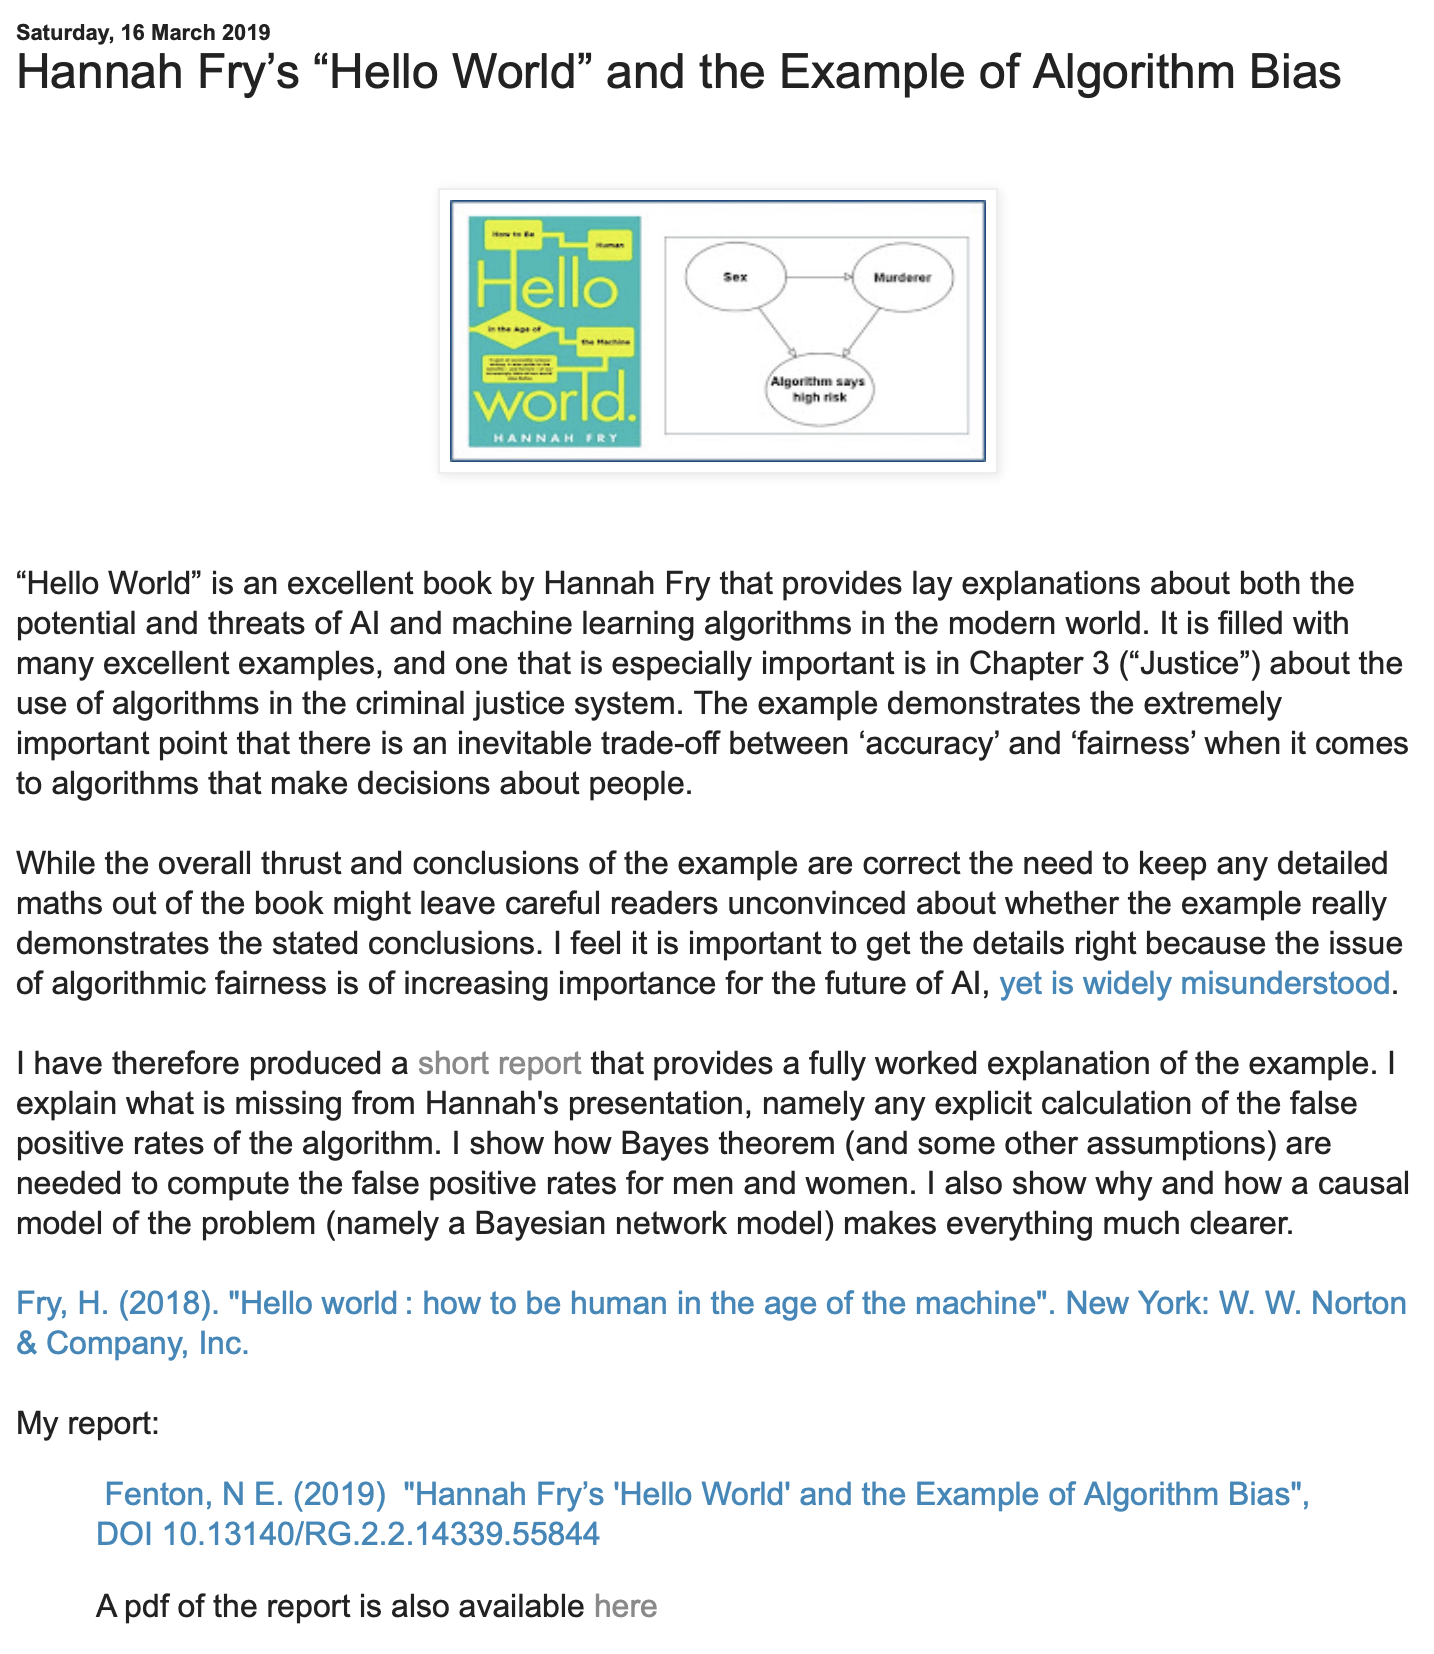 Saturday, 16 March 2019
Hannah Fry’s “Hello World” and the Example of Algorithm Bias
How to Be
Human
Hello
in the Age of
the Machine
world.
HANNAH FRY
Sex
Murderer
Algorithm says
high risk
“Hello World” is an excellent book by Hannah Fry that provides lay explanations about both the
potential and threats of AI and machine learning algorithms in the modern world. It is filled with
many excellent examples, and one that is especially important is in Chapter 3 (“Justice”) about the
use of algorithms in the criminal justice system. The example demonstrates the extremely
important point that there is an inevitable trade-off between ‘accuracy’ and ‘fairness’ when it comes
to algorithms that make decisions about people.
While the overall thrust and conclusions of the example are correct the need to keep any detailed
maths out of the book might leave careful readers unconvinced about whether the example really
demonstrates the stated conclusions. I feel it is important to get the details right because the issue
of algorithmic fairness is of increasing importance for the future of AI, yet is widely misunderstood.
I have therefore produced a short report that provides a fully worked explanation of the example. I
explain what is missing from Hannah's presentation, namely any explicit calculation of the false
positive rates of the algorithm. I show how Bayes theorem (and some other assumptions) are
needed to compute the false positive rates for men and women. I also show why and how a causal
model of the problem (namely a Bayesian network model) makes everything much clearer.
Fry, H. (2018). "Hello world : how to be human in the age of the machine". New York: W. W. Norton
& Company, Inc.
My report:
Fenton, N E. (2019)  "Hannah Fry’s 'Hello World' and the Example of Algorithm Bias",
DOI 10.13140/RG.2.2.14339.55844
A pdf of the report is also available here